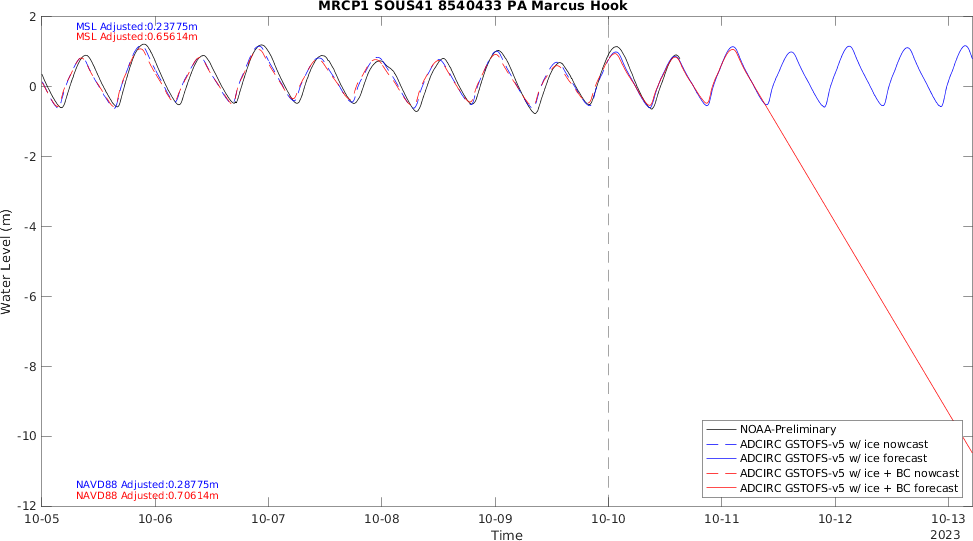 MRCP1 SOUS41 8540433 PA Marcus Hook
MSL Adjusted:0.23775m
MSL Adjusted:0.65614m
Water Level (m)
2
0
-2
-4
-6
-8
-10
-12
NOAA-Preliminary
ADCIRC GSTOFS-v5 w/ ice nowcast
ADCIRC GSTOFS-v5 w/ ice forecast
ADCIRC GSTOFS-v5 w/ ice + BC nowcast
ADCIRC GSTOFS-v5 w/ ice + BC forecast
NAVD88 Adjusted:0.28775m
NAVD88 Adjusted:0.70614m
10-05 10-06 10-07 10-08 10-09 10-10 10-11 10-12 10-13
Time
2023